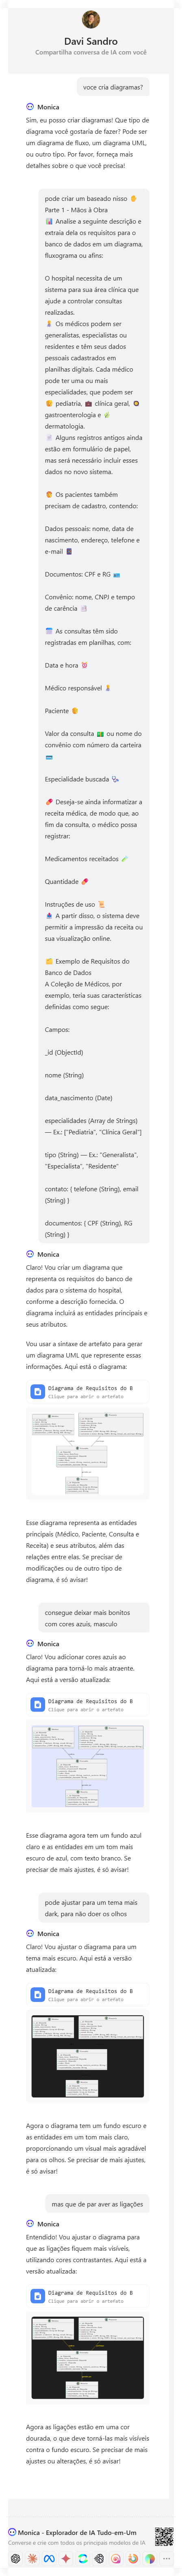 Davi Sandro
Compartilha conversa de IA com você
voce cria diagramas?
Monica
Sim, eu posso criar diagramas! Que tipo de
diagrama você gostaria de fazer? Pode ser
um diagrama de fluxo, um diagrama UML,
ou outro tipo. Por favor, forneça mais
detalhes sobre o que você precisa!
pode criar um baseado nisso ✋
Parte 1 - Mãos à Obra
Analise a seguinte descrição e
extraia dela os requisitos para o
banco de dados em um diagrama,
fluxograma ou afins:
O hospital necessita de um
sistema para sua área clínica que
ajude a controlar consultas
realizadas.
Os médicos podem ser
generalistas, especialistas ou
residentes e têm seus dados
pessoais cadastrados em
planilhas digitais. Cada médico
pode ter uma ou mais
especialidades, que podem ser
pediatria, clínica geral,
gastroenterologia e
dermatologia.
Alguns registros antigos ainda
estão em formulário de papel,
mas será necessário incluir esses
dados no novo sistema.
Os pacientes também
precisam de cadastro, contendo:
Dados pessoais: nome, data de
nascimento, endereço, telefone e
e-mail
Documentos: CPF e RG
Convênio: nome, CNPJ e tempo
de carência
As consultas têm sido
registradas em planilhas, com:
Data e hora
Médico responsável
Paciente
Valor da consulta ou nome do
convênio com número da carteira
Especialidade buscada
Deseja-se ainda informatizar a
receita médica, de modo que, ao
fim da consulta, o médico possa
registrar:
Medicamentos receitados
Quantidade
Instruções de uso
A partir disso, o sistema deve
permitir a impressão da receita ou
sua visualização online.
Exemplo de Requisitos do
Banco de Dados
A Coleção de Médicos, por
exemplo, teria suas características
definidas como segue:
Campos:
_id (ObjectId)
nome (String)
data_nascimento (Date)
especialidades (Array de Strings)
— Ex.: ["Pediatria", "Clínica Geral"]
tipo (String) — Ex.: "Generalista",
"Especialista", "Residente"
contato: { telefone (String), email
(String) }
documentos: { CPF (String), RG
(String) }
Monica
Claro! Vou criar um diagrama que
representa os requisitos do banco de
dados para o sistema do hospital,
conforme a descrição fornecida. O
diagrama incluirá as entidades principais e
seus atributos.
Vou usar a sintaxe de artefato para gerar
um diagrama UML que represente essas
informações. Aqui está o diagrama:
Diagrama de Requisitos do B
Clique para abrir o artefato
Esse diagrama representa as entidades
principais (Médico, Paciente, Consulta e
Receita) e seus atributos, além das
relações entre elas. Se precisar de
modificações ou de outro tipo de
diagrama, é só avisar!
consegue deixar mais bonitos
com cores azuis, masculo
Monica
Claro! Vou adicionar cores azuis ao
diagrama para torná-lo mais atraente.
Aqui está a versão atualizada:
Diagrama de Requisitos do B
Clique para abrir o artefato
Esse diagrama agora tem um fundo azul
claro e as entidades em um tom mais
escuro de azul, com texto branco. Se
precisar de mais ajustes, é só avisar!
pode ajustar para um tema mais
dark, para não doer os olhos
Monica
Claro! Vou ajustar o diagrama para um
tema mais escuro. Aqui está a versão
atualizada:
Diagrama de Requisitos do B
Clique para abrir o artefato
Agora o diagrama tem um fundo escuro e
as entidades em um tom mais claro,
proporcionando um visual mais agradável
para os olhos. Se precisar de mais ajustes,
é só avisar!
mas que de par aver as ligações
Monica
Entendido! Vou ajustar o diagrama para
que as ligações fiquem mais visíveis,
utilizando cores contrastantes. Aqui está a
versão atualizada:
Diagrama de Requisitos do B
Clique para abrir o artefato
Agora as ligações estão em uma cor
dourada, o que deve torná-las mais visíveis
contra o fundo escuro. Se precisar de mais
ajustes ou alterações, é só avisar!
Monica - Explorador de IA Tudo-em-Um
Converse e crie com todos os principais modelos de IA